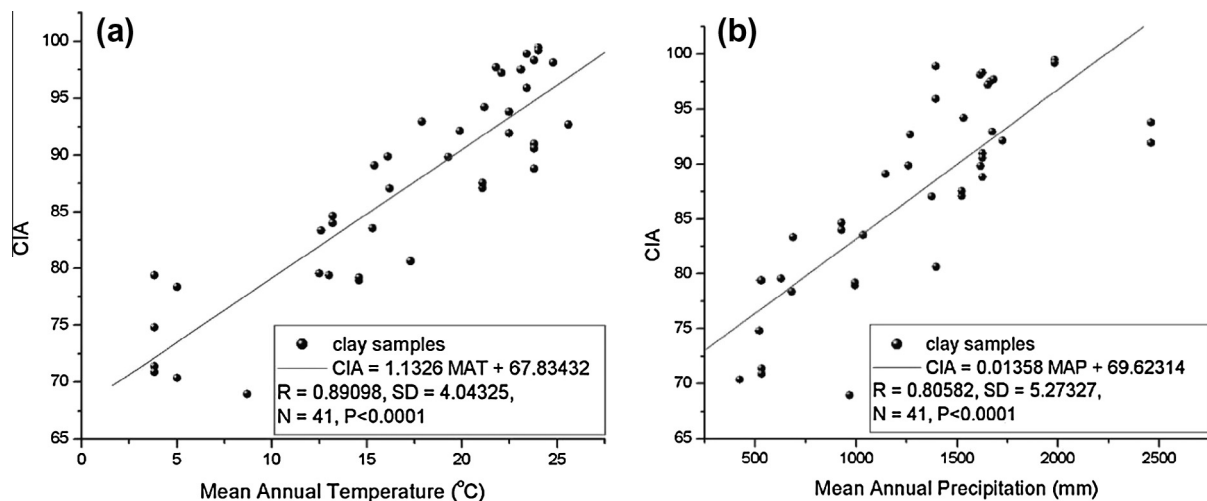 (a)
100
95
90
85
80
75
70
65
CIA
clay samples
CIA = 1.1326 MAT + 67.83432
R = 0.89098, SD = 4.04325,
N = 41, P<0.0001
0 5 10 15 20 25
Mean Annual Temperature (°C)
(b)
100
95
90
85
80
75
70
65
CIA
clay samples
CIA = 0.01358 MAP + 69.62314
R = 0.80582, SD = 5.27327,
N = 41, P<0.0001
500 1000 1500 2000 2500
Mean Annual Precipitation (mm)